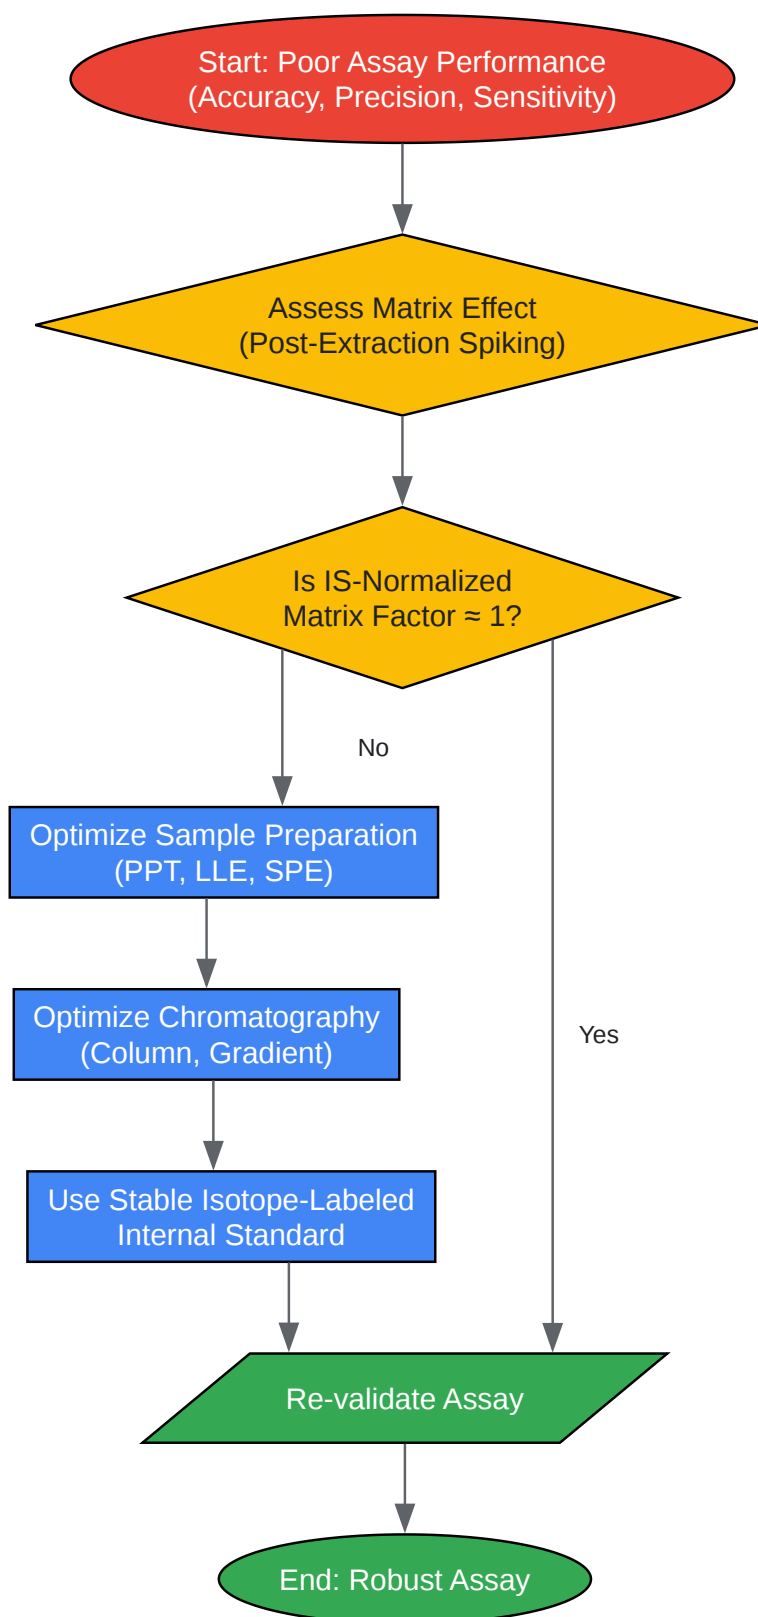 Start: Poor Assay Performance
(Accuracy, Precision, Sensitivity)
Assess Matrix Effect
(Post-Extraction Spiking)
Is IS-Normalized
Matrix Factor ≈ 1?
No
Optimize Sample Preparation
(PPT, LLE, SPE)
Optimize Chromatography
(Column, Gradient)
Yes
Use Stable Isotope-Labeled
Internal Standard
Re-validate Assay
End: Robust Assay